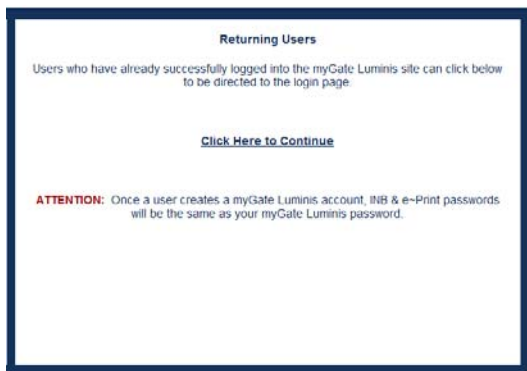 Returning Users
Users who have already successfully logged into the myGate Luminis site can click below
to be directed to the login page.
Click Here to Continue
ATTENTION: Once a user creates a myGate Luminis account, INB & e~Print passwords
will be the same as your myGate Luminis password.